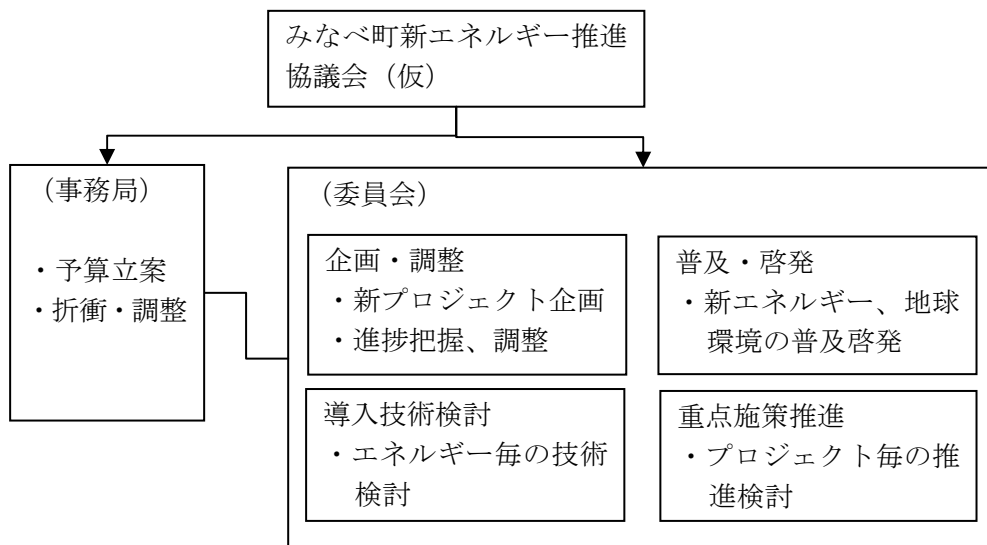 みなべ町新エネルギー推進
協議会（仮）
（事務局）
・予算立案
・折衝・調整
（委員会）
企画・調整
・新プロジェクト企画
・進捗把握、調整
普及・啓発
・新エネルギー、地球
環境の普及啓発
導入技術検討
・エネルギー毎の技術
検討
重点施策推進
・プロジェクト毎の推
進検討